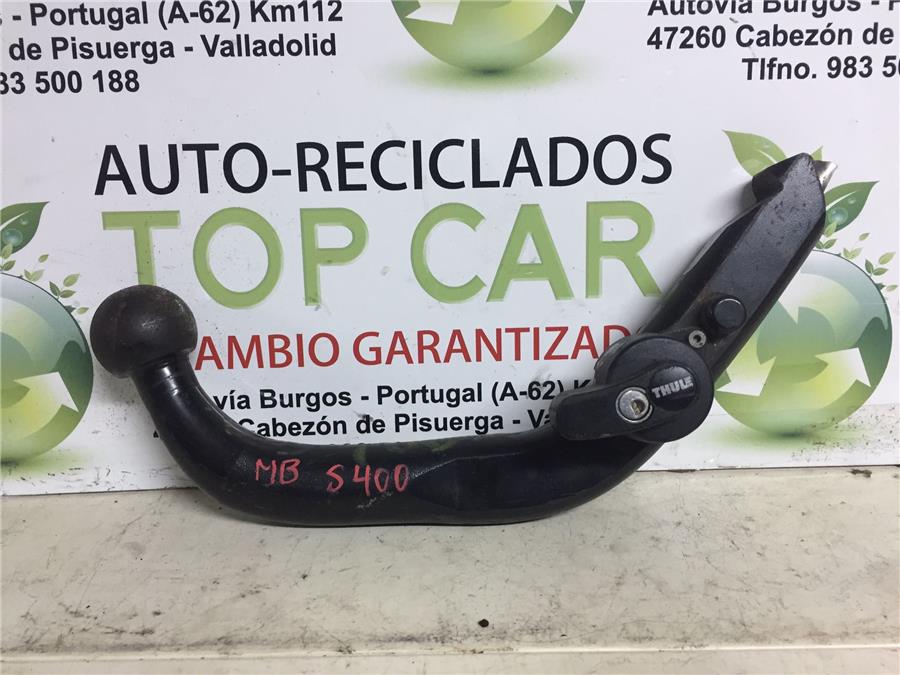 - Portugal (A-62) Km112
de Pisuerga - Valladolid
83 500 188
Autovía Burgos - P
47260 Cabezón de
Tlfno. 983 50
AUTO-RECICLADOS
TOP CAR
AMBIO GARANTIZAD
vía Burgos - Portugal (A-62) K
Cabezón de Pisuerga - V
THULE
MB S400